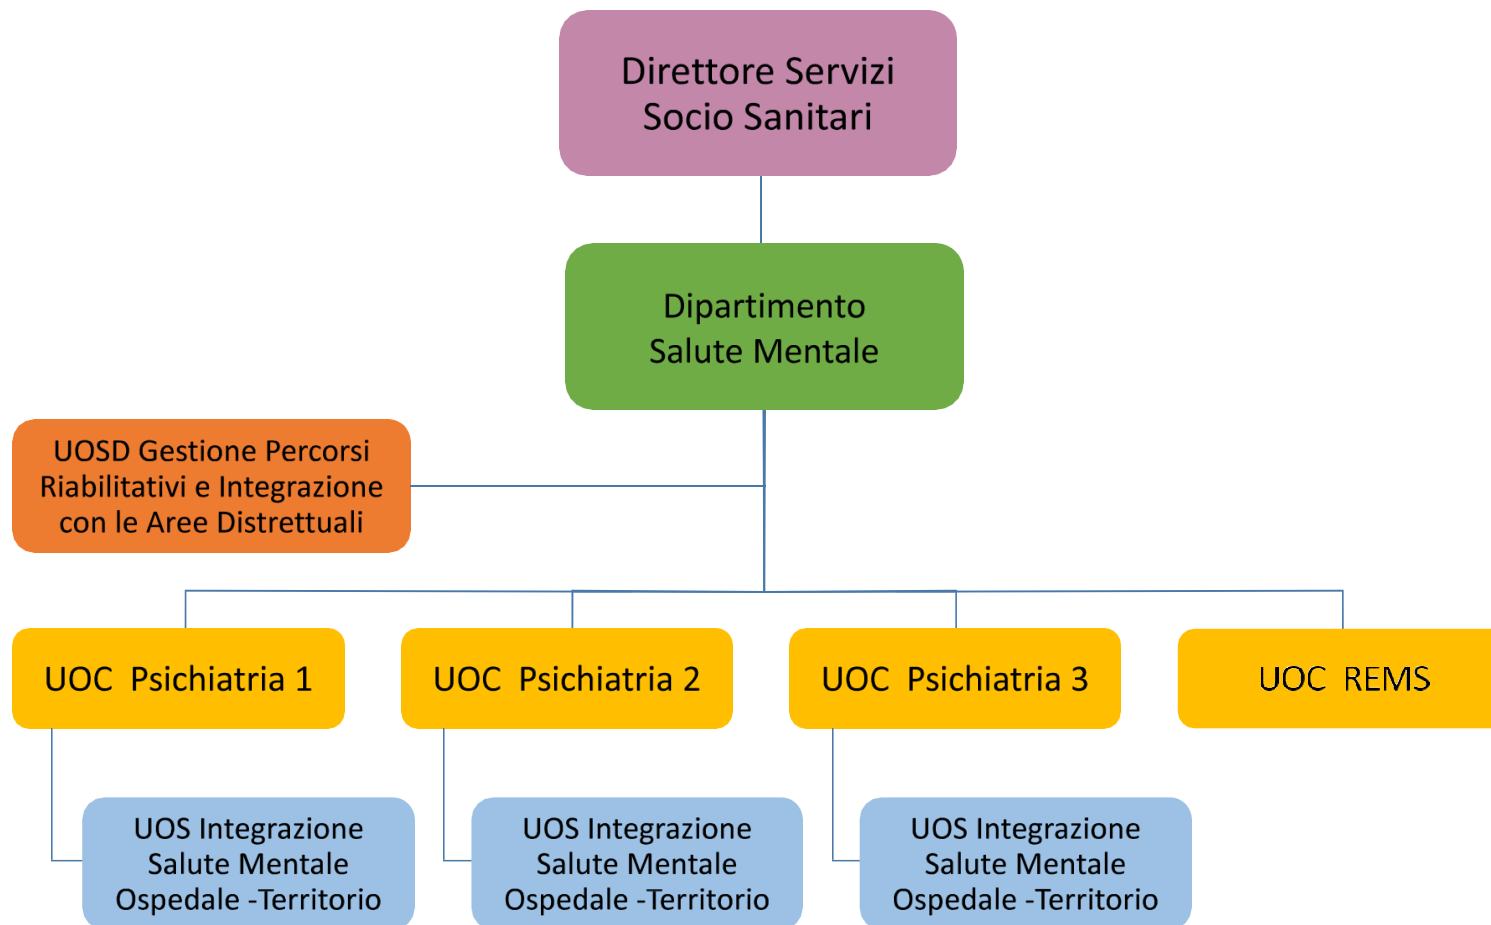 Direttore Servizi
Socio Sanitari
Dipartimento
Salute Mentale
UOSD Gestione Percorsi
Riabilitativi e Integrazione
con le Aree Distrettuali
UOC Psichiatria 1
UOC Psichiatria 2
UOC Psichiatria 3
UOC REMS
UOS Integrazione
Salute Mentale
Ospedale -Territorio
UOS Integrazione
Salute Mentale
Ospedale -Territorio
UOS Integrazione
Salute Mentale
Ospedale -Territorio